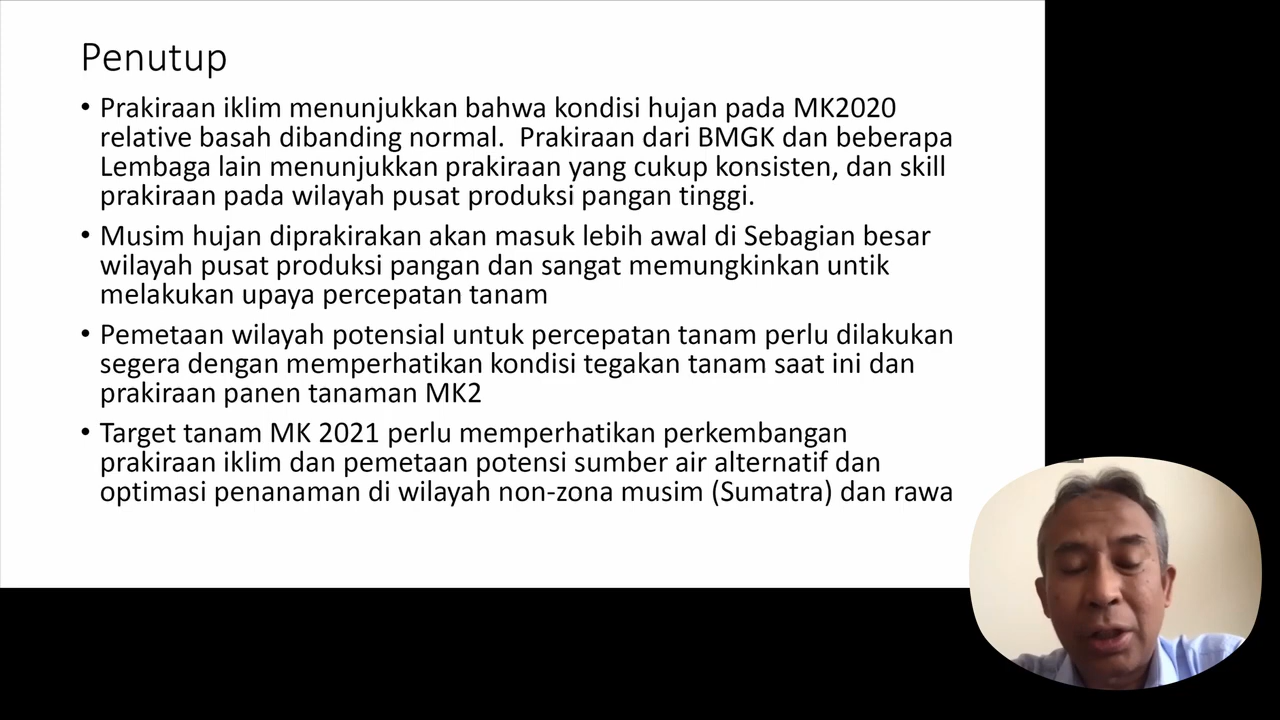 Penutup
• Prakiraan iklim menunjukkan bahwa kondisi hujan pada MK2020
relative basah dibanding normal.  Prakiraan dari BMGK dan beberapa
Lembaga lain menunjukkan prakiraan yang cukup konsisten, dan skill
prakiraan pada wilayah pusat produksi pangan tinggi.
• Musim hujan diprakirakan akan masuk lebih awal di Sebagian besar
wilayah pusat produksi pangan dan sangat memungkinkan untik
melakukan upaya percepatan tanam
• Pemetaan wilayah potensial untuk percepatan tanam perlu dilakukan
segera dengan memperhatikan kondisi tegakan tanam saat ini dan
prakiraan panen tanaman MK2
• Target tanam MK 2021 perlu memperhatikan perkembangan
prakiraan iklim dan pemetaan potensi sumber air alternatif dan
optimasi penanaman di wilayah non-zona musim (Sumatra) dan rawa